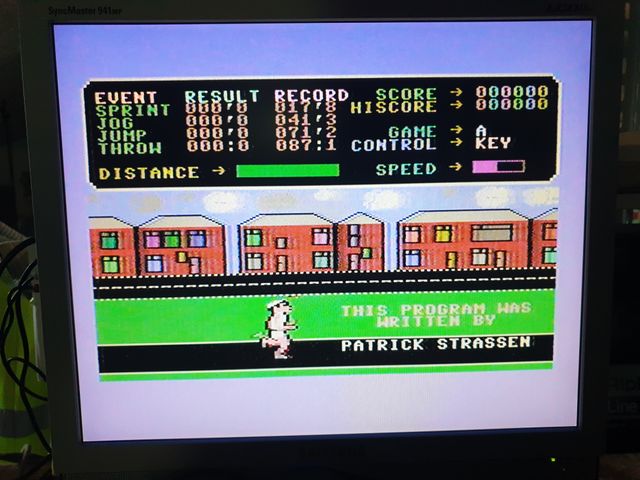 SyncMaster 941MP
EVENT RESULT RECORD SCORE → 000000
SPRINT 000'0 017'8 HISCORE → 000000
JOG 000'0 041'3
JUMP 000'0 071'2 GAME → A
THROW 000:0 087:1 CONTROL → KEY
DISTANCE → SPEED →
THIS PROGRAM WAS
WRITTEN BY
PATRICK STRASSEN